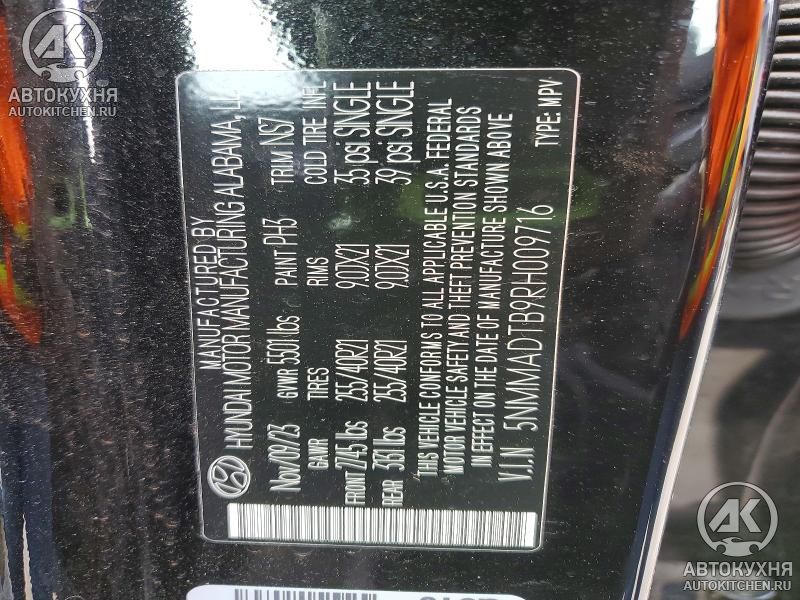 АВТОКУХНЯ
AUTOKITCHEN.RU
MANUFACTURED BY
HYUNDAI MOTOR MANUFACTURING ALABAMA, LLC
Nov/09/23 GVWR 5501 lbs PAINT PH3 TRIM NS7
GAWR TIRES RIMS COLD TIRE INFL
FRONT 2745 lbs 255/40R21 9.0JX21 35 psi SINGLE
REAR 3351 lbs 255/40R21 9.0JX21 39 psi SINGLE
THIS VEHICLE CONFORMS TO ALL APPLICABLE U.S.A. FEDERAL
MOTOR VEHICLE SAFETY AND THEFT PREVENTION STANDARDS
IN EFFECT ON THE DATE OF MANUFACTURE SHOWN ABOVE
V.I.N 5NMMADTB9RH009716 TYPE: MPV
АВТОКУХНЯ
AUTOKITCHEN.RU